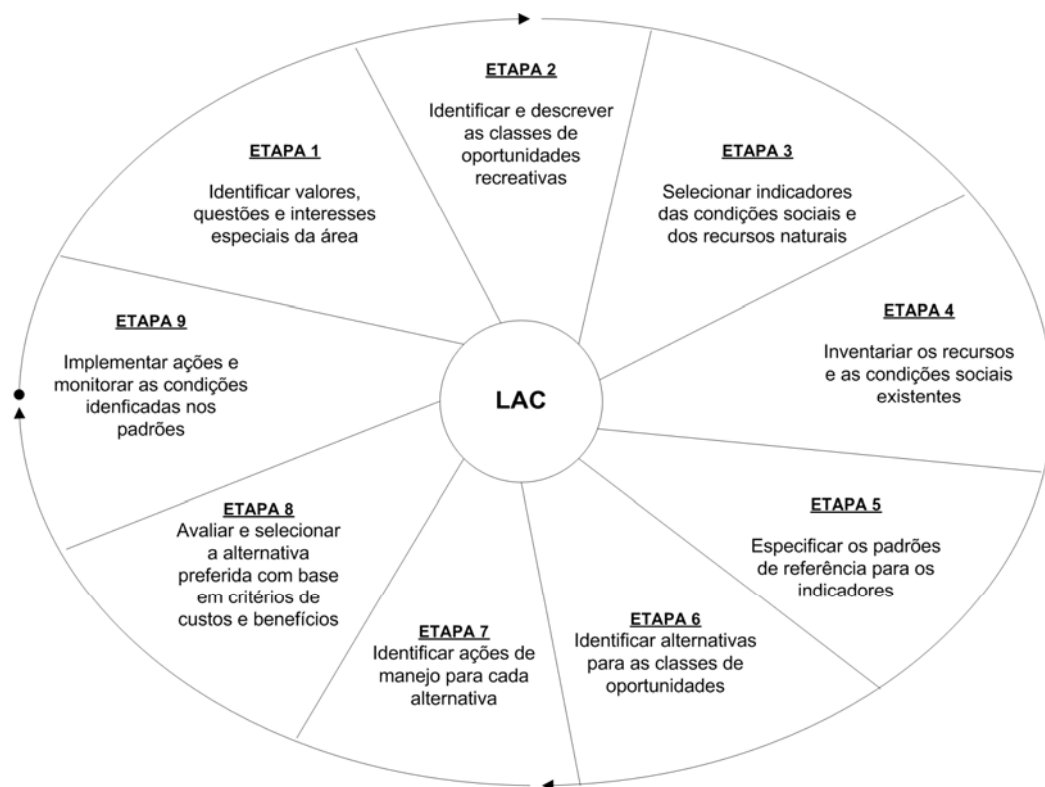 ETAPA 1
Identificar valores,
questões e interesses
especiais da área
ETAPA 2
Identificar e descrever
as classes de
oportunidades
recreativas
ETAPA 3
Selecionar indicadores
das condições sociais e
dos recursos naturais
ETAPA 4
Inventariar os recursos
e as condições sociais
existentes
ETAPA 5
Especificar os padrões
de referência para os
indicadores
ETAPA 6
Identificar alternativas
para as classes de
oportunidades
ETAPA 7
Identificar ações de
manejo para cada
alternativa
ETAPA 8
Avaliar e selecionar
a alternativa
preferida com base
em critérios de
custos e benefícios
ETAPA 9
Implementar ações e
monitorar as condições
idenficadas nos
padrões
LAC